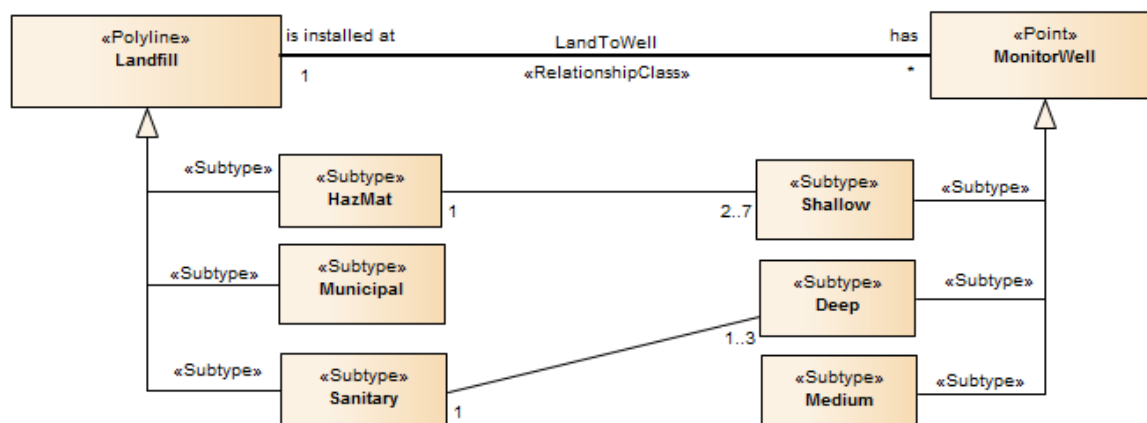 «Polyline»
Landfill
is installed at
1
LandToWell
«RelationshipClass»
has
*
«Point»
MonitorWell
«Subtype»
«Subtype»
HazMat
1
2..7
«Subtype»
Shallow
«Subtype»
«Subtype»
«Subtype»
Municipal
«Subtype»
Deep
«Subtype»
1..3
«Subtype»
«Subtype»
Sanitary
1
«Subtype»
Medium
«Subtype»